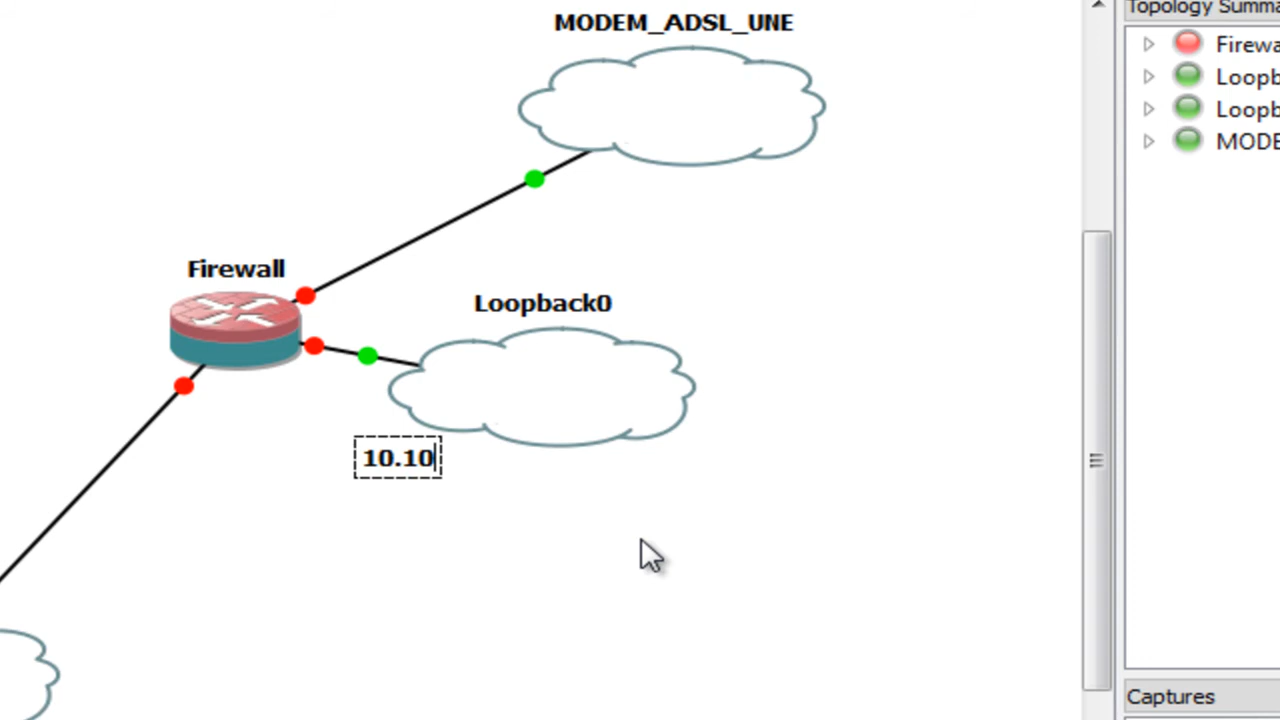 MODEM_ADSL_UNE
Topology Summa
Firewa
Loopb
Loopb
MODE
Firewall
Loopback0
10.10
Captures